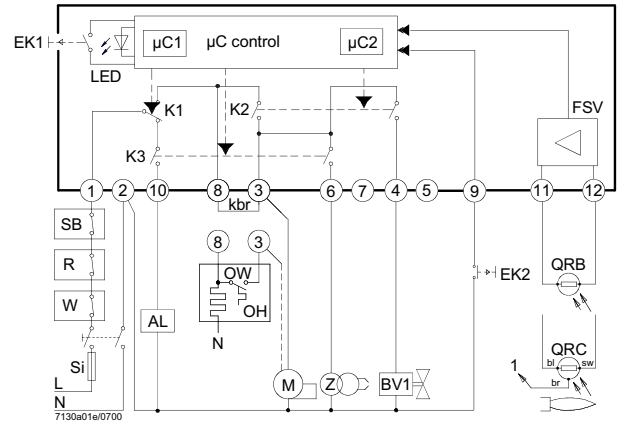 EK1
LED
µC1
µC control
µC2
K1
K2
FSV
K3
1 2 10 8 3 6 7 4 5 9 11 12
kbr
SB
R
W
Si
L
N
8 3
OW
OH
N
AL
M
Z
BV1
EK2
QRB
QRC
bl
sw
br
1
7130a01e/0700